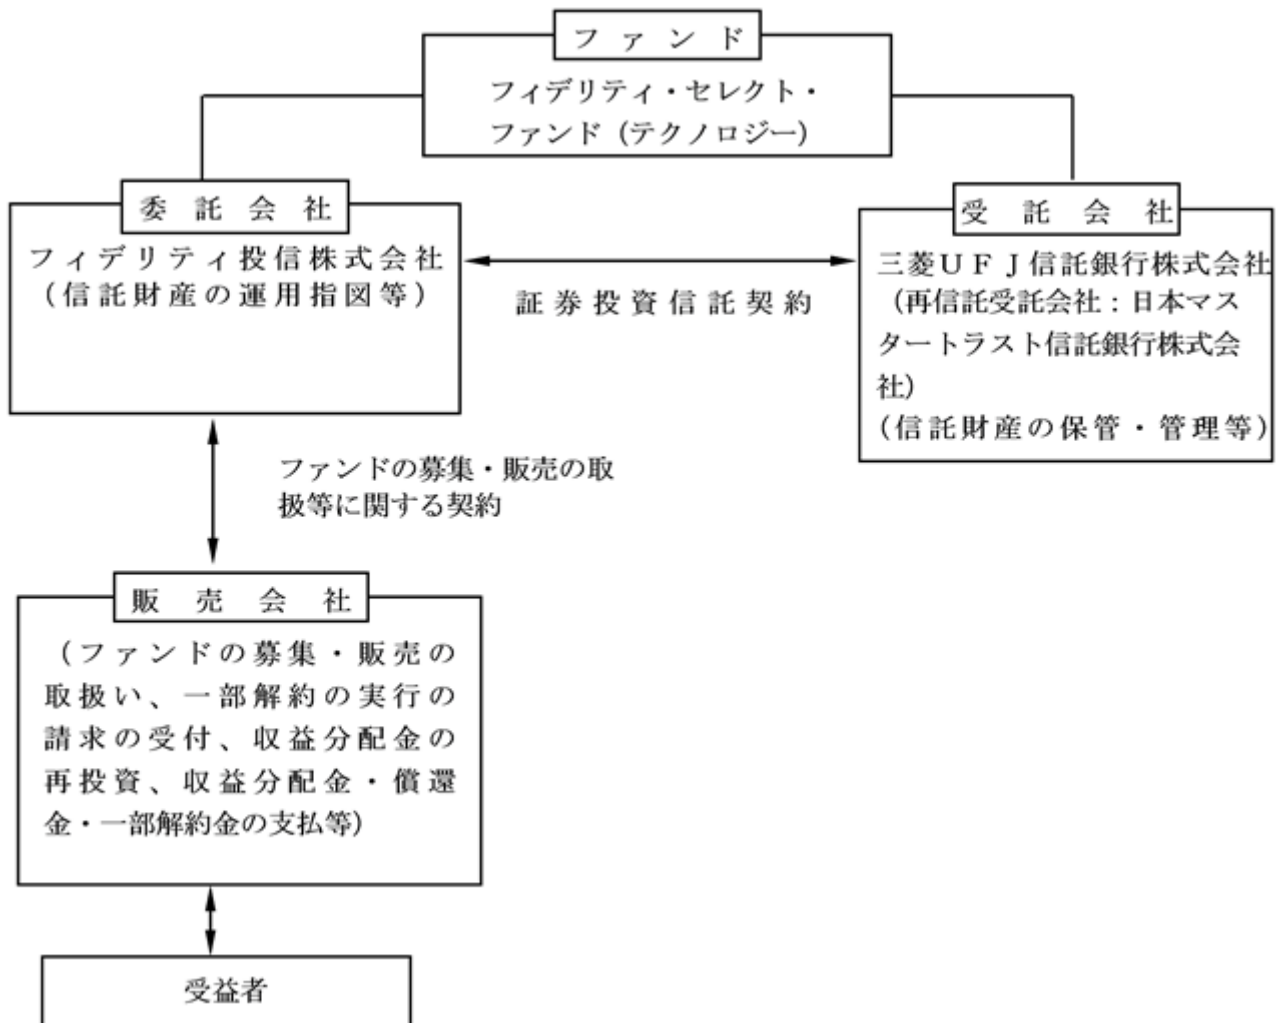 ファンド
フィデリティ・セレクト・
ファンド（テクノロジー）
委託会社
フィデリティ投信株式会社
（信託財産の運用指図等）
証券投資信託契約
受託会社
三菱ＵＦＪ信託銀行株式会社
（再信託受託会社：日本マス
タートラスト信託銀行株式会
社）
（信託財産の保管・管理等）
ファンドの募集・販売の取
扱等に関する契約
販売会社
（ファンドの募集・販売の
取扱い、一部解約の実行の
請求の受付、収益分配金の
再投資、収益分配金・償還
金・一部解約金の支払等）
受益者